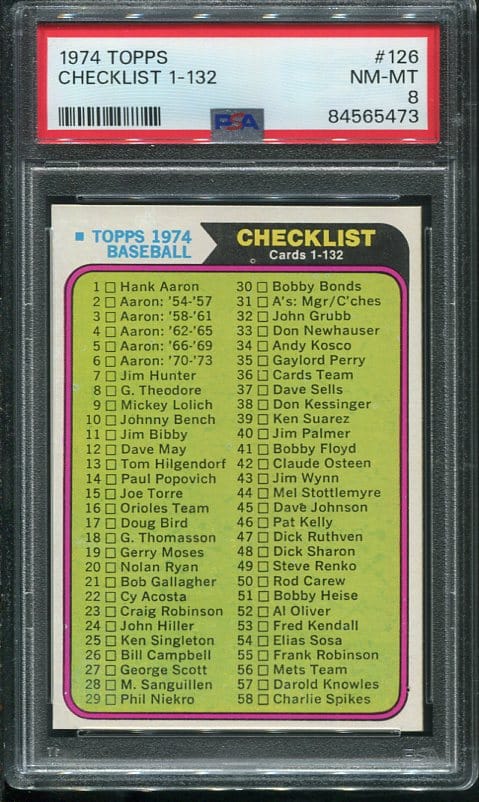 1974 TOPPS #126
CHECKLIST 1-132 NM-MT
8
PSA 84565473
TOPPS 1974
BASEBALL
CHECKLIST
Cards 1-132
1 Hank Aaron
2 Aaron: '54-'57
3 Aaron: '58-'61
4 Aaron: '62-'65
5 Aaron: '66-'69
6 Aaron: '70-'73
7 Jim Hunter
8 G. Theodore
9 Mickey Lolich
10 Johnny Bench
11 Jim Bibby
12 Dave May
13 Tom Hilgendorf
14 Paul Popovich
15 Joe Torre
16 Orioles Team
17 Doug Bird
18 G. Thomasson
19 Gerry Moses
20 Nolan Ryan
21 Bob Gallagher
22 Cy Acosta
23 Craig Robinson
24 John Hiller
25 Ken Singleton
26 Bill Campbell
27 George Scott
28 M. Sanguillen
29 Phil Niekro
30 Bobby Bonds
31 A's: Mgr/C'ches
32 John Grubb
33 Don Newhauser
34 Andy Kosco
35 Gaylord Perry
36 Cards Team
37 Dave Sells
38 Don Kessinger
39 Ken Suarez
40 Jim Palmer
41 Bobby Floyd
42 Claude Osteen
43 Jim Wynn
44 Mel Stottlemyre
45 Dave Johnson
46 Pat Kelly
47 Dick Ruthven
48 Dick Sharon
49 Steve Renko
50 Rod Carew
51 Bobby Heise
52 Al Oliver
53 Fred Kendall
54 Elias Sosa
55 Frank Robinson
56 Mets Team
57 Darold Knowles
58 Charlie Spikes